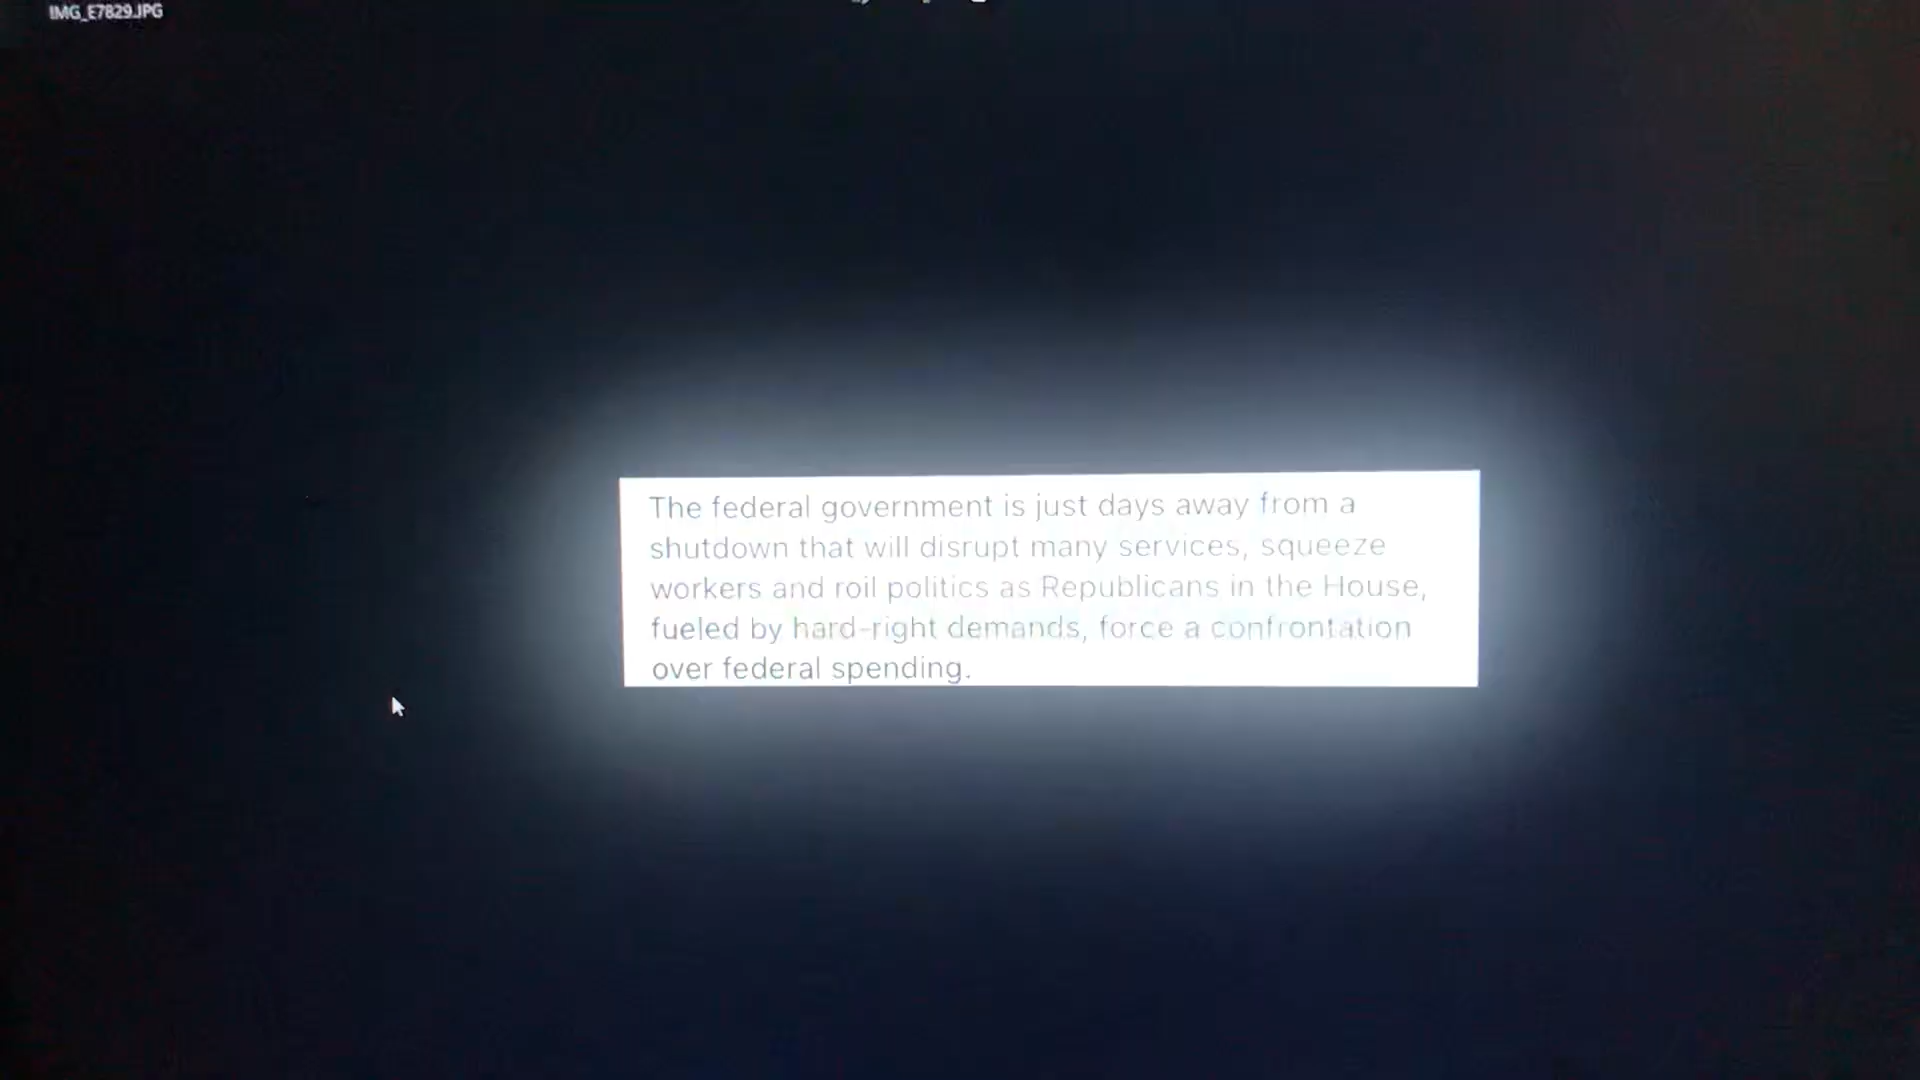 IMG_E7829.JPG
The federal government is just days away from a
shutdown that will disrupt many services, squeeze
workers and roil politics as Republicans in the House,
fueled by hard-right demands, force a confrontation
over federal spending.